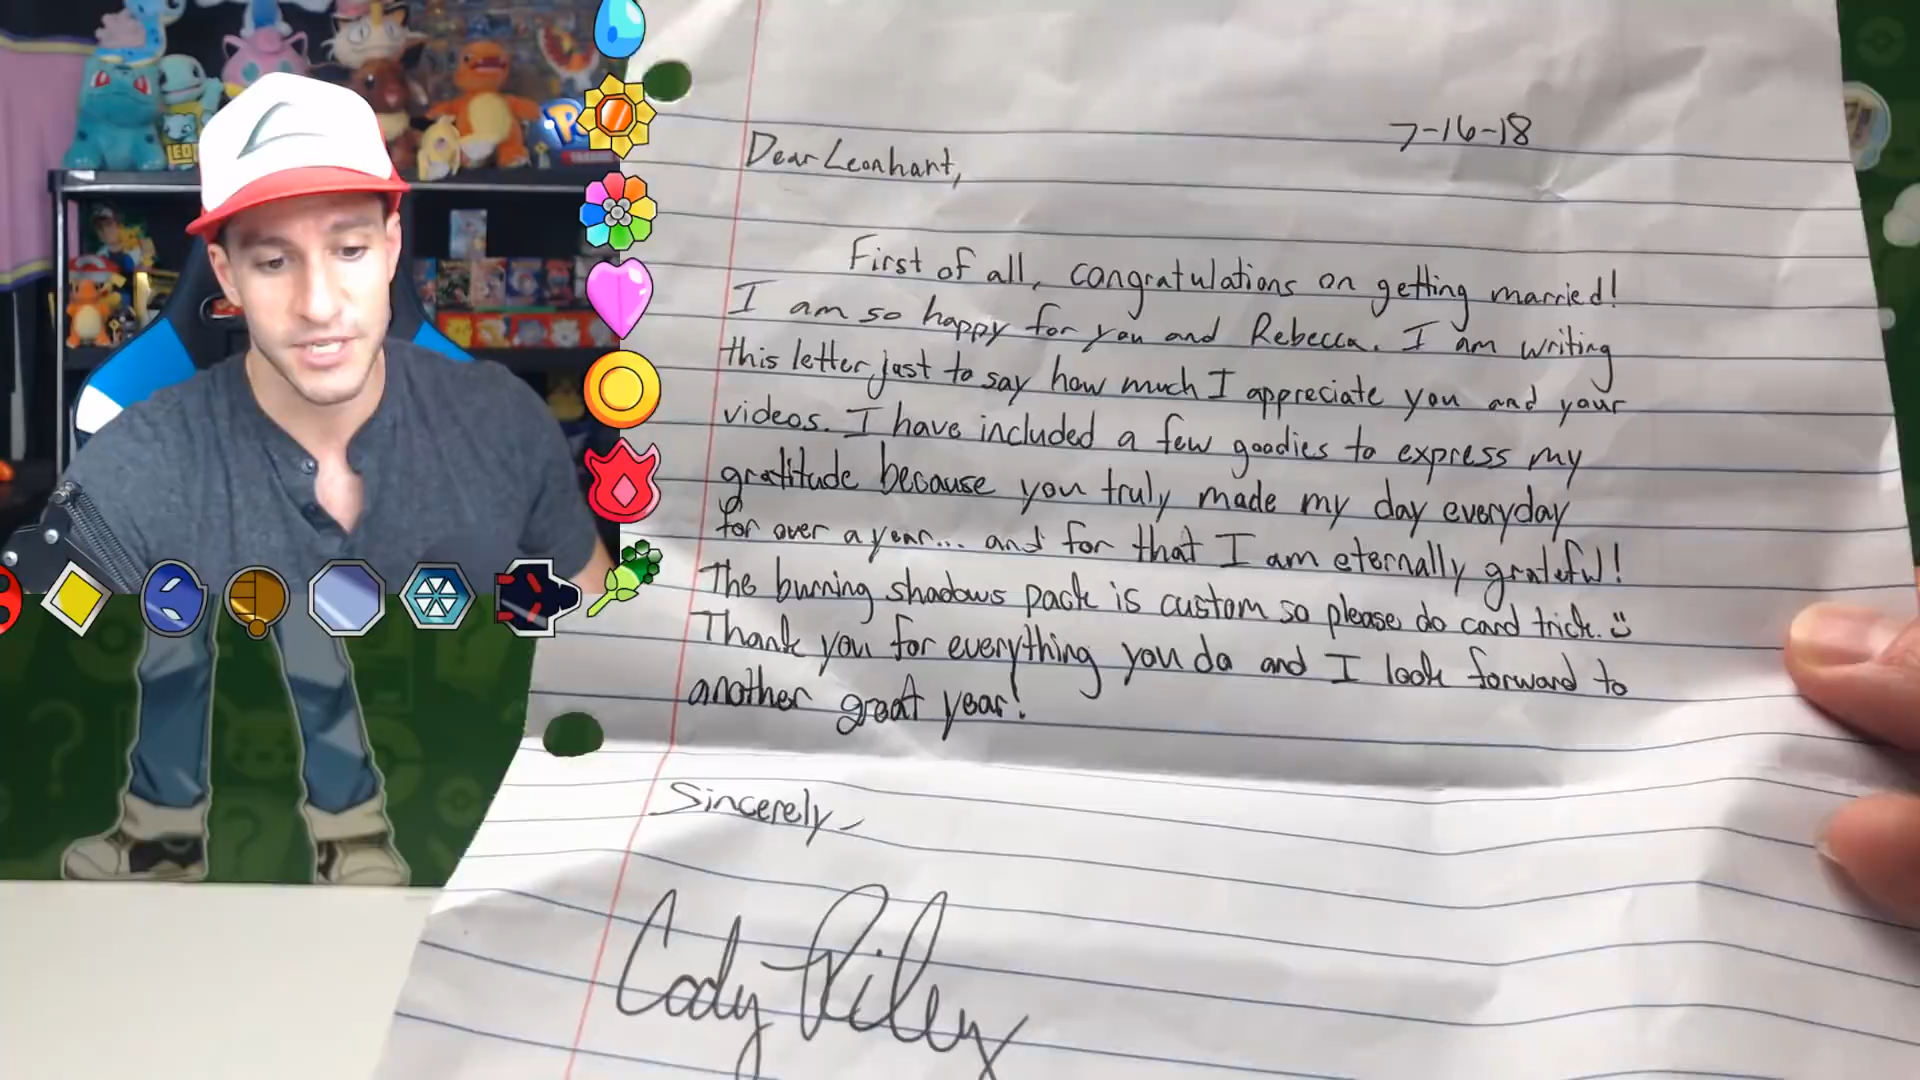 7-16-18
Dear Leonhart,
First of all, congratulations on getting married!
I am so happy for you and Rebecca. I am writing
this letter just to say how much I appreciate you and your
videos. I have included a few goodies to express my
gratitude because you truly made my day everyday
for over a year... and for that I am eternally grateful!
The burning shadows pack is custom so please do card trick. :)
Thank you for everything you do and I look forward to
another great year!
Sincerely-
Cody Riley